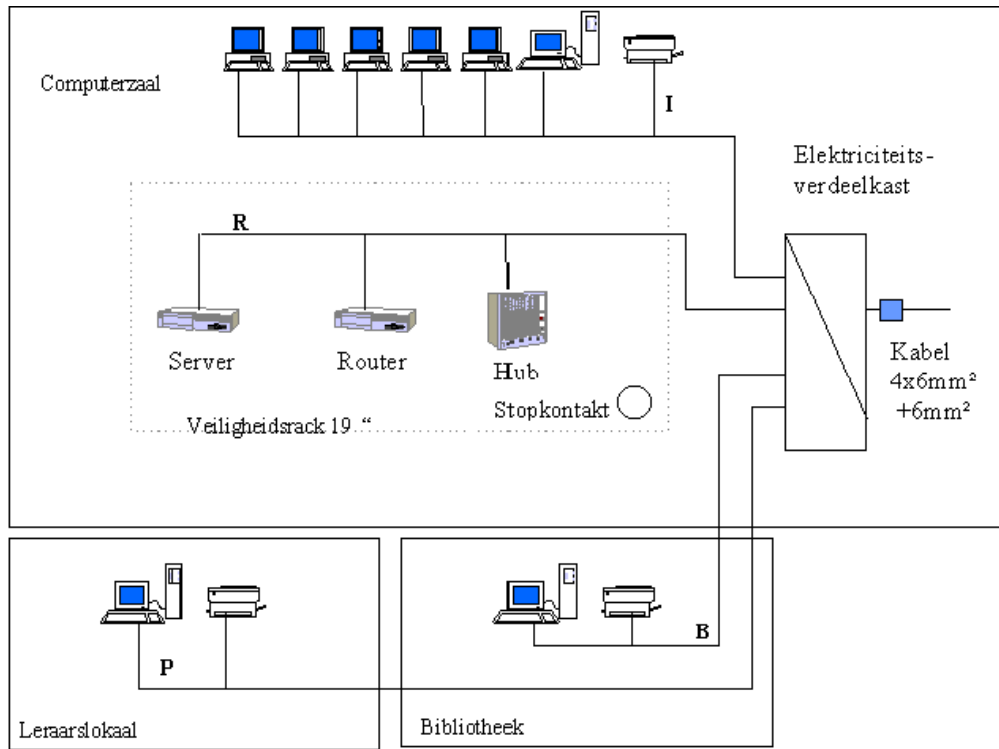 Computerzaal
I
Elektriciteits-
verdeelkast
R
Server
Router
Hub
Stopkontakt
Veiligheidsrack 19 “
Kabel
4x6mm²
+6mm²
P
B
Leraarslokaal
Bibliotheek